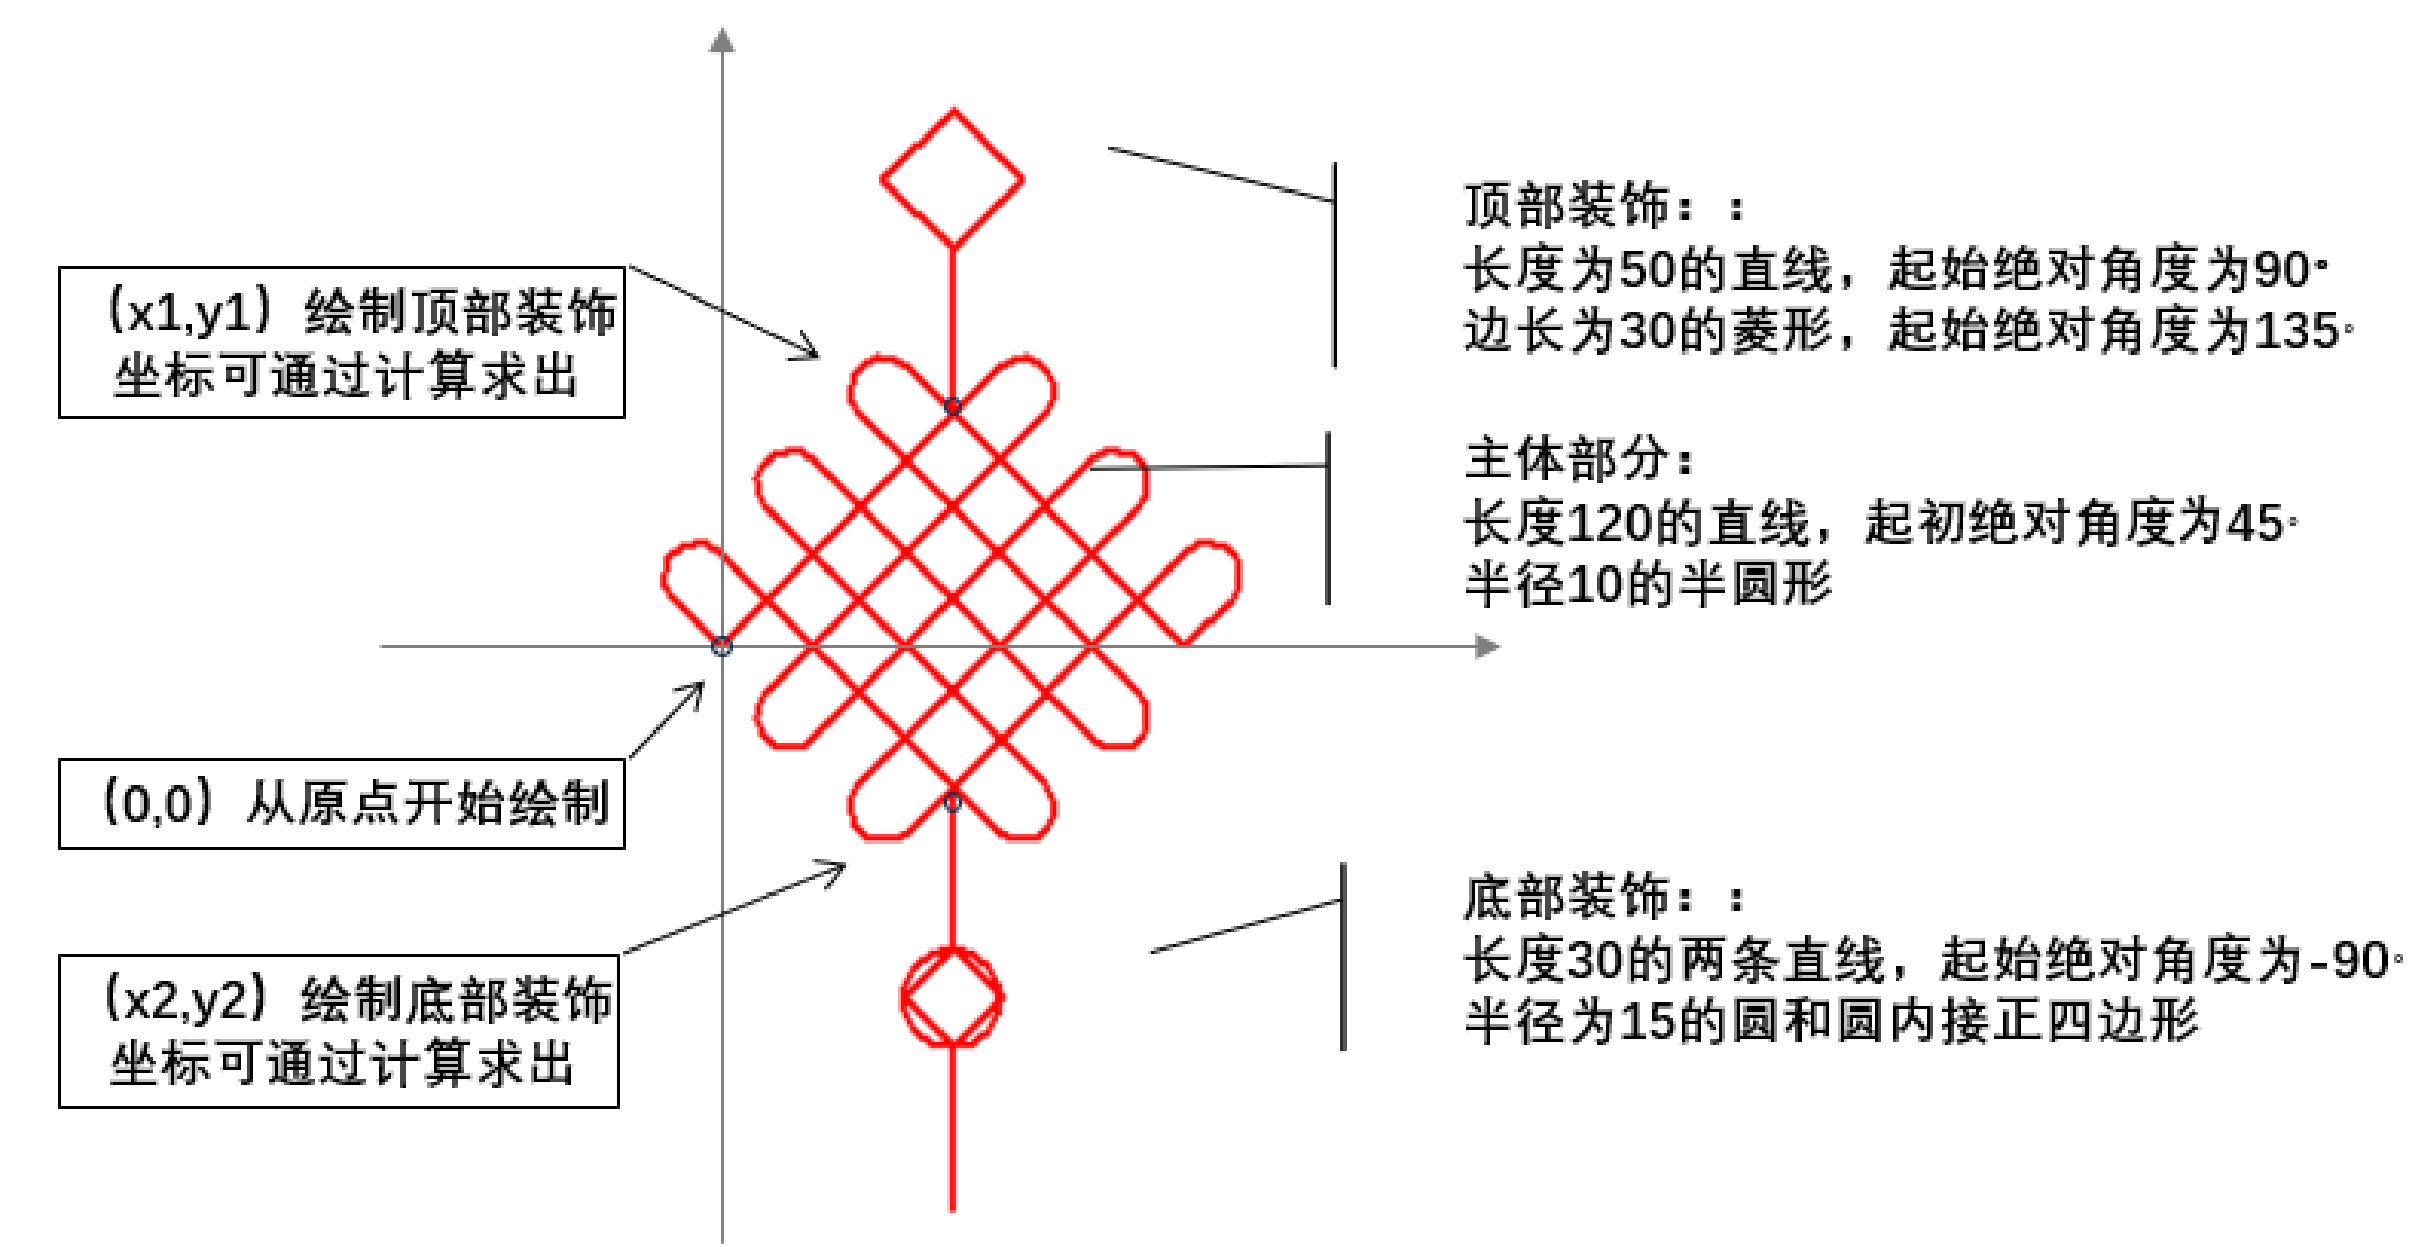 顶部装饰：：
长度为50的直线，起始绝对角度为90°
边长为30的菱形，起始绝对角度为135°
（x1,y1）绘制顶部装饰
坐标可通过计算求出
主体部分：
长度120的直线，起初绝对角度为45°
半径10的半圆形
（0,0）从原点开始绘制
底部装饰：：
长度30的两条直线，起始绝对角度为-90°
半径为15的圆和圆内接正四边形
（x2,y2）绘制底部装饰
坐标可通过计算求出